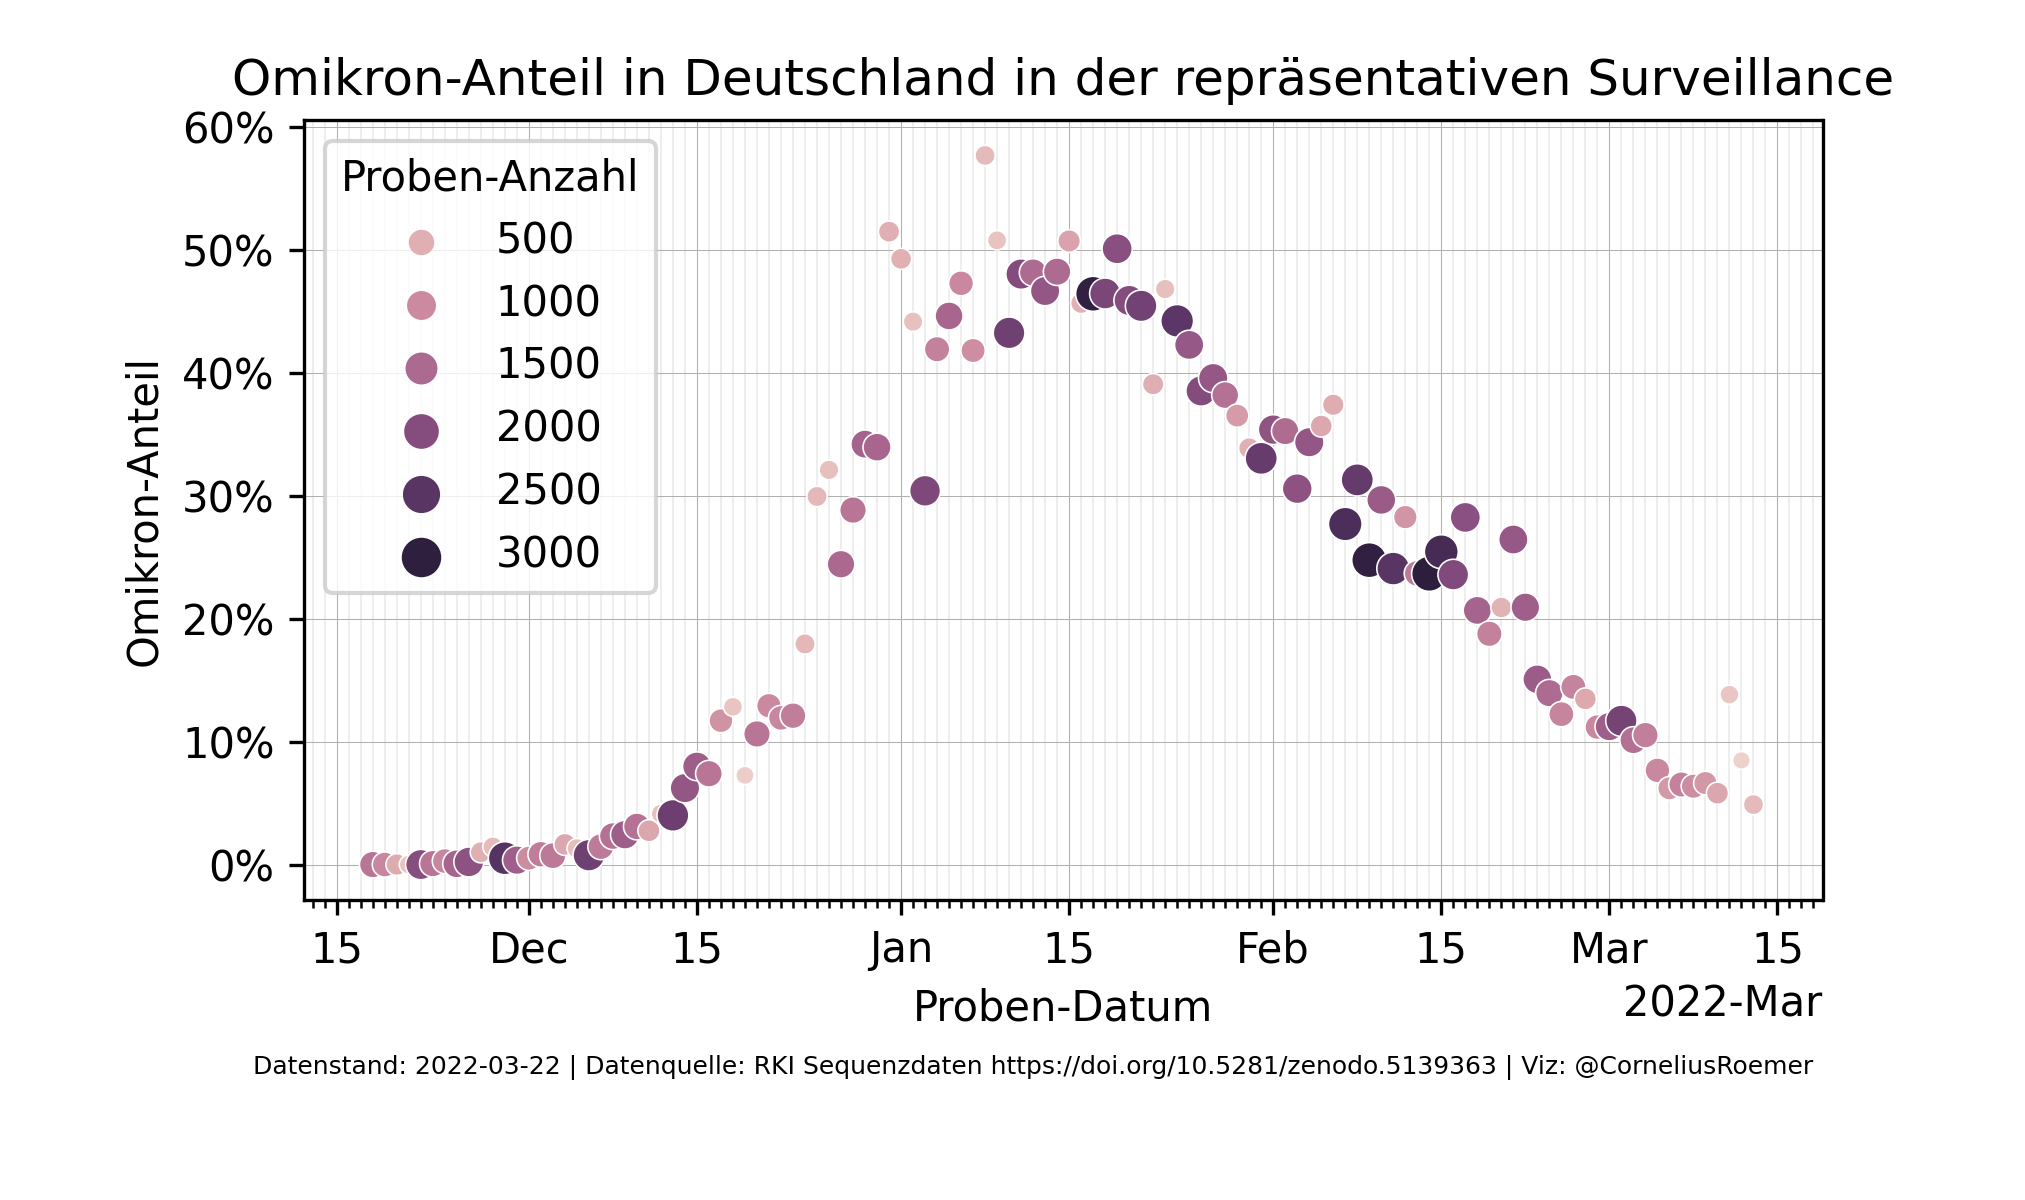 Omikron-Anteil in Deutschland in der repräsentativen Surveillance
60%
50%
40%
30%
20%
10%
0%
Omikron-Anteil
Proben-Anzahl
500
1000
1500
2000
2500
3000
15 Dec 15 Jan 15 Feb 15 Mar 15
Proben-Datum
2022-Mar
Datenstand: 2022-03-22 | Datenquelle: RKI Sequenzdaten https://doi.org/10.5281/zenodo.5139363 | Viz: @CorneliusRoemer